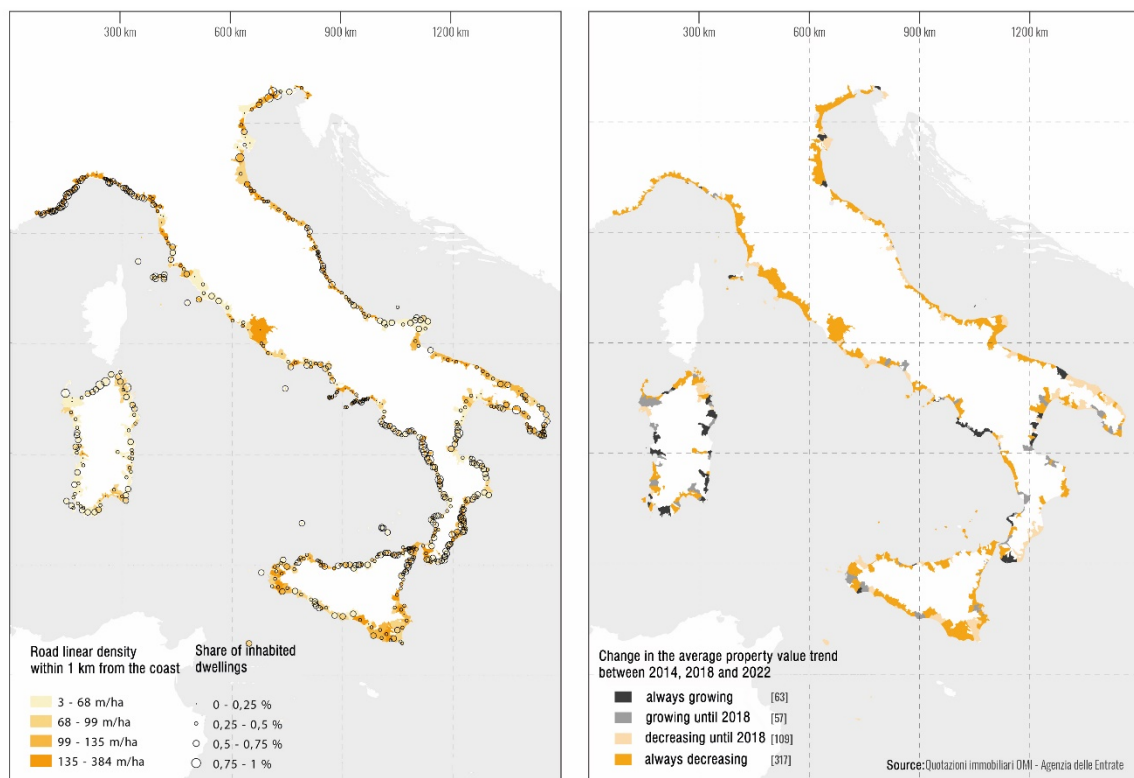 300 km 600 km 900 km 1200 km
Road linear density
within 1 km from the coast
3 - 68 m/ha
68 - 99 m/ha
99 - 135 m/ha
135 - 384 m/ha
Share of inhabited
dwellings
0 - 0,25 %
0,25 - 0,5 %
0,5 - 0,75 %
0,75 - 1 %
300 km 600 km 900 km 1200 km
Change in the average property value trend
between 2014, 2018 and 2022
always growing [63]
growing until 2018 [57]
decreasing until 2018 [109]
always decreasing [317]
Source: Quotazioni immobiliari OMI - Agenzia delle Entrate